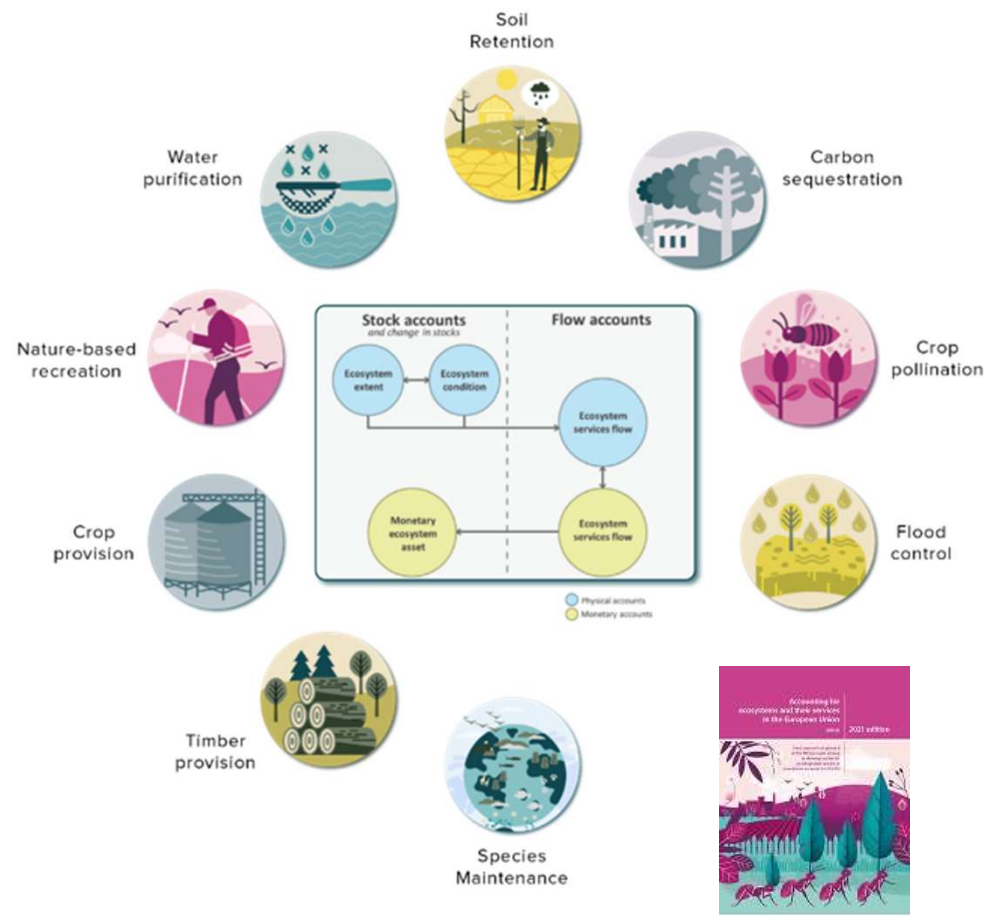 Soil
Retention
Water
purification
Carbon
sequestration
Nature-based
recreation
Crop
pollination
Crop
provision
Flood
control
Timber
provision
Species
Maintenance
Stock accounts
and change in stocks
Flow accounts
Ecosystem
extent
Ecosystem
condition
Ecosystem
services flow
Monetary
ecosystem
asset
Ecosystem
services flow
Physical accounts
Monetary accounts
Accounting for
ecosystems and their services
in the European Union
2021 edition